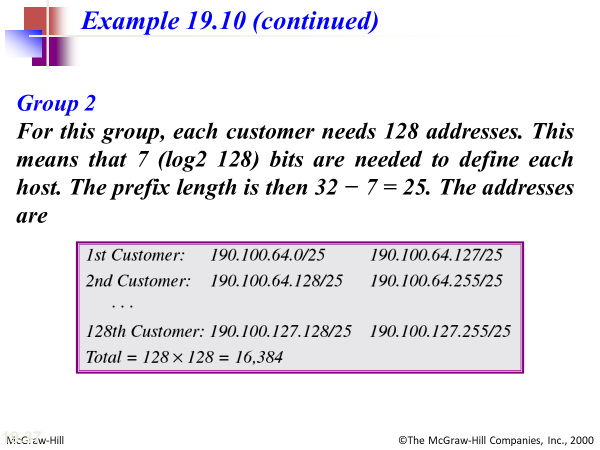 Example 19.10 (continued)
Group 2
For this group, each customer needs 128 addresses. This
means that 7 (log2 128) bits are needed to define each
host. The prefix length is then 32 − 7 = 25. The addresses
are
1st Customer: 190.100.64.0/25 190.100.64.127/25
2nd Customer: 190.100.64.128/25 190.100.64.255/25
· · ·
128th Customer: 190.100.127.128/25 190.100.127.255/25
Total = 128 × 128 = 16,384
McGraw-Hill ©The McGraw-Hill Companies, Inc., 2000